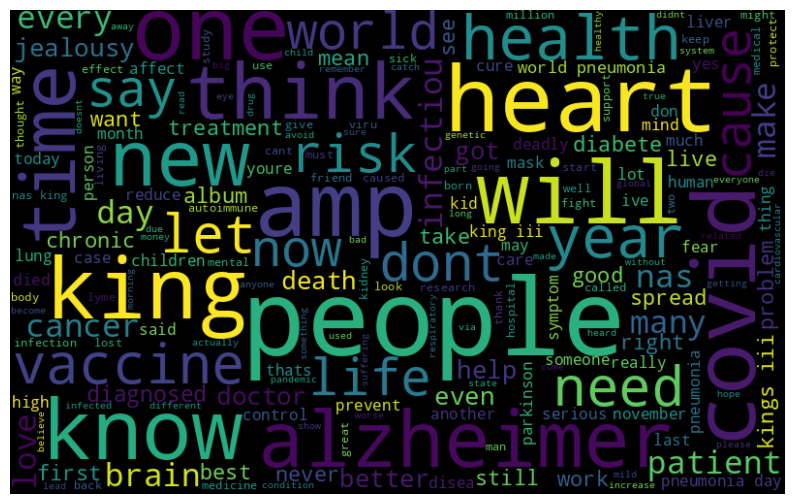 every
one
world
health
jealousy
see
cure
liver
million
didnt
might
keep
system
protect
away
study
child
remember
mean
sick
catch
use
effect
affect
say
think
heart
cause
make
yes
medical
healthy
support
true
don
mind
genetic
world pneumonia
way
thought
time
want
read
doesnt
eye
drug
big
month
treatment
give
avoid
viru
sure
infectiou
got
deadly
diabete
much
today
new
risk
cant
must
youre
mask
start
live
die
person
living
reduce
album
friend
caused
part
going
born
well
human
lot
ive
global
two
everyone
nas king
day
autoimmune
amp
will
kid
fight
long
thing
chronic
let
now
dont
take
king iii
year
fear
related
without
cardiovascular
due
money
bad
may
care
made
lung
case
children
mental
kidney
look
research
thank
hospital
symptom
called
good
nas
problem
getting
covid
died
king
death
people
body
become
morning
lyme
anyone
something
used
respiratory
via
heard
spread
cancer
said
many
infection
lost
actually
thats
pandemic
suffering
someone
really
right
vaccine
life
help
state
need
kings iii
diagnosed
doctor
even
high
infected
different
control
prevent
another
parkinson
serious
november
pneumonia
hope
love
believe
know
show
worse
great
alzheimer
man
last
please
patient
first
brain
best
never
better
disea
still
work
mild
increase
pneumonia day
lead
back
medicine
condition